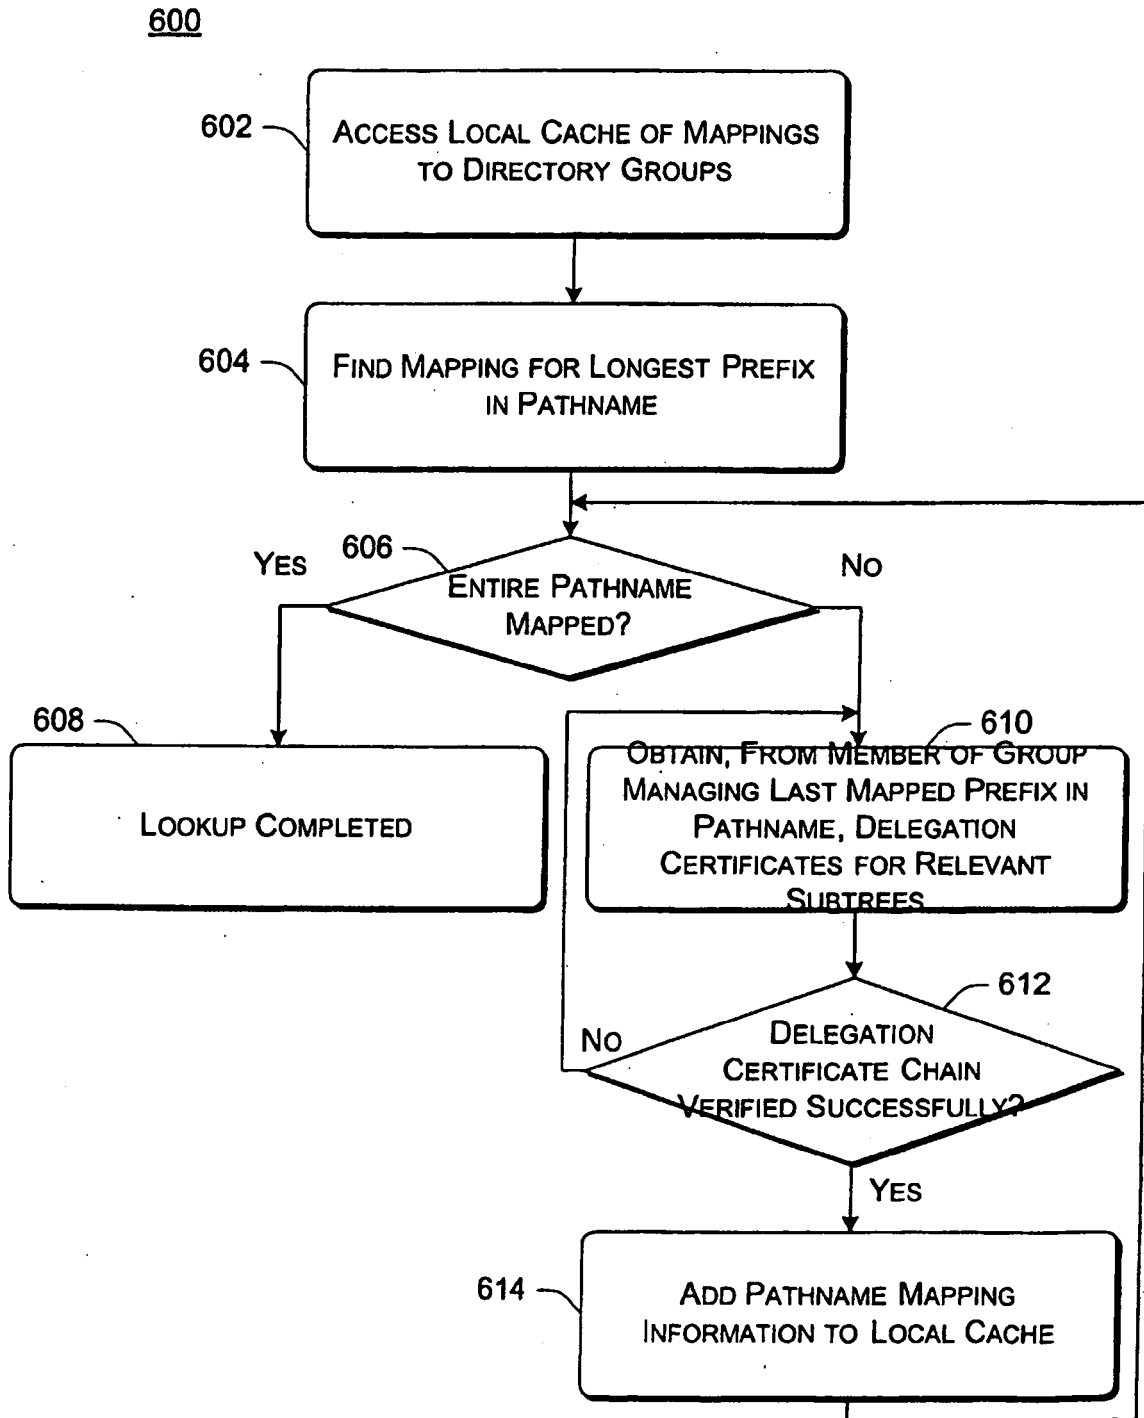 600
602
ACCESS LOCAL CACHE OF MAPPINGS
TO DIRECTORY GROUPS
604
FIND MAPPING FOR LONGEST PREFIX
IN PATHNAME
606
YES
NO
ENTIRE PATHNAME
MAPPED?
608
LOOKUP COMPLETED
610
OBTAIN, FROM MEMBER OF GROUP
MANAGING LAST MAPPED PREFIX IN
PATHNAME, DELEGATION
CERTIFICATES FOR RELEVANT
SUBTREES
612
NO
DELEGATION
CERTIFICATE CHAIN
VERIFIED SUCCESSFULLY?
YES
614
ADD PATHNAME MAPPING
INFORMATION TO LOCAL CACHE